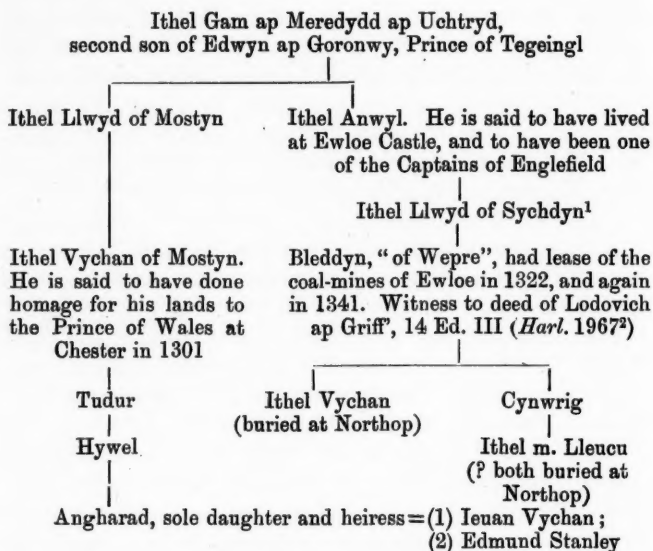 Ithel Gam ap Meredydd ap Uchtryd,
second son of Edwyn ap Goronwy, Prince of Tegeingl
Ithel Llwyd of Mostyn
Ithel Anwyl. He is said to have lived
at Ewloe Castle, and to have been one
of the Captains of Englefield
Ithel Llwyd of Sychdyn¹
Ithel Vychan of Mostyn.
He is said to have done
homage for his lands to
the Prince of Wales at
Chester in 1301
Bleddyn, "of Wepre", had lease of the
coal-mines of Ewloe in 1322, and again
in 1341. Witness to deed of Lodovich
ap Griff', 14 Ed. III (Harl. 1967²)
Tudur
Ithel Vychan
(buried at Northop)
Cynwrig
Hywel
Ithel m. Lleucu
(? both buried at
Northop)
Angharad, sole daughter and heiress=(1) Ieuan Vychan;
(2) Edmund Stanley